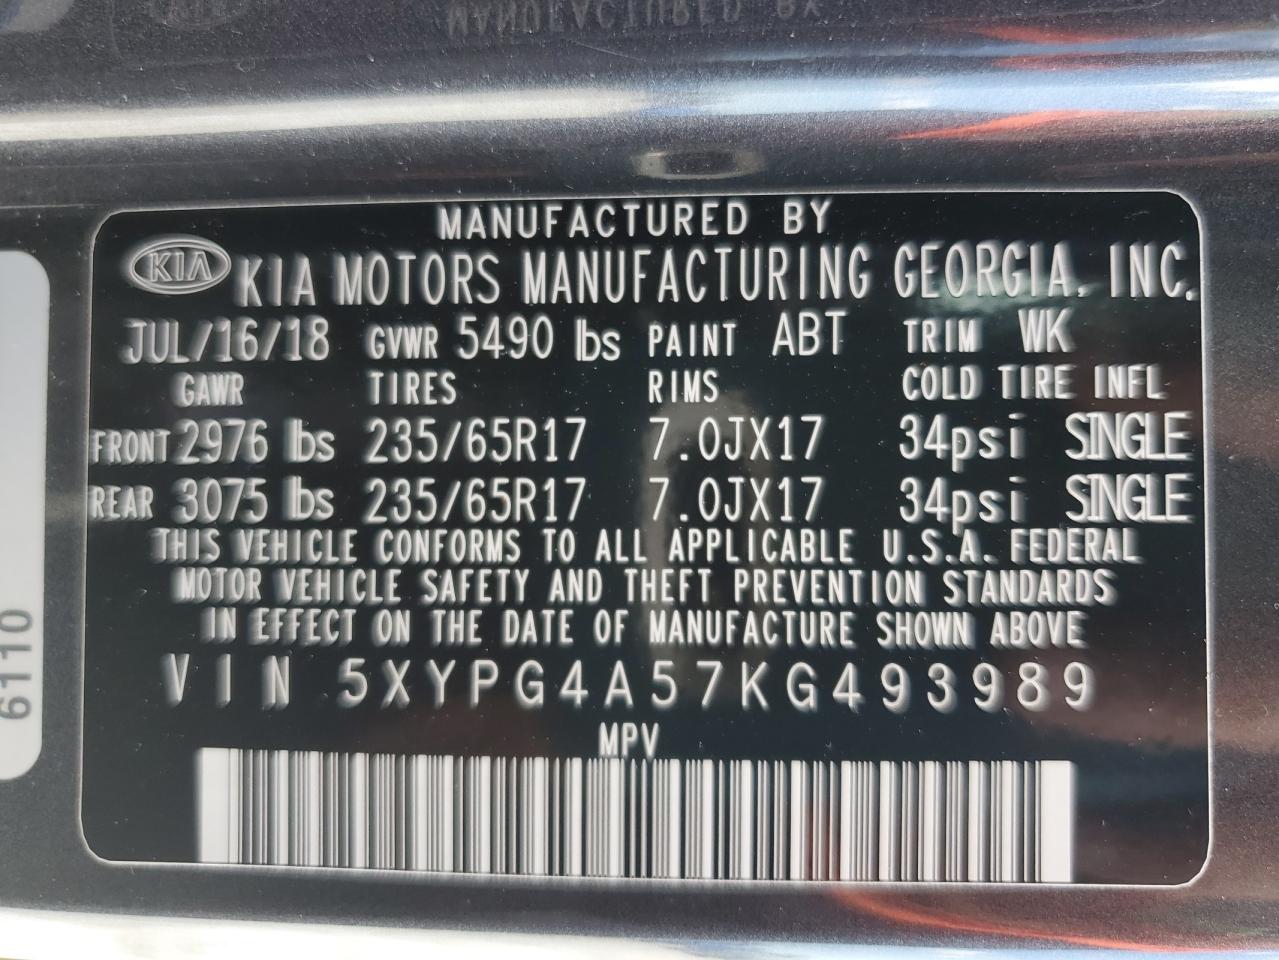 MANUFACTURED BY
KIA KIA MOTORS MANUFACTURING GEORGIA, INC.
JUL/16/18 GVWR 5490 lbs PAINT ABT TRIM WK
GAWR TIRES RIMS COLD TIRE INFL
FRONT 2976 lbs 235/65R17 7.0JX17 34psi SINGLE
REAR 3075 lbs 235/65R17 7.0JX17 34psi SINGLE
THIS VEHICLE CONFORMS TO ALL APPLICABLE U.S.A. FEDERAL
MOTOR VEHICLE SAFETY AND THEFT PREVENTION STANDARDS
IN EFFECT ON THE DATE OF MANUFACTURE SHOWN ABOVE
VIN 5XYPG4A57KG493989
MPV
6110